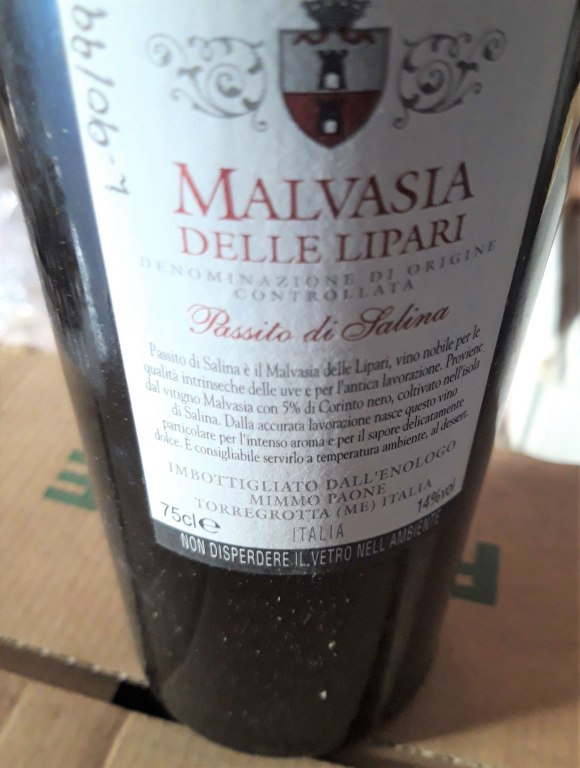 L-90/99
MALVASIA
DELLE LIPARI
DENOMINAZIONE DI ORIGINE
CONTROLLATA
Passito di Salina
Passito di Salina è il Malvasia delle Lipari, vino nobile per le
qualità intrinseche delle uve e per l'antica lavorazione. Proviene
dal vitigno Malvasia con 5% di Corinto nero, coltivato nell'isola
di Salina. Dalla accurata lavorazione nasce questo vino
particolare per l'intenso aroma e per il sapore delicatamente
dolce. È consigliabile servirlo a temperatura ambiente, al dessert.
IMBOTTIGLIATO DALL'ENOLOGO
MIMMO PAONE
TORREGROTTA (ME) ITALIA
75cl e
14%vol
ITALIA
NON DISPERDERE IL VETRO NELL'AMBIENTE